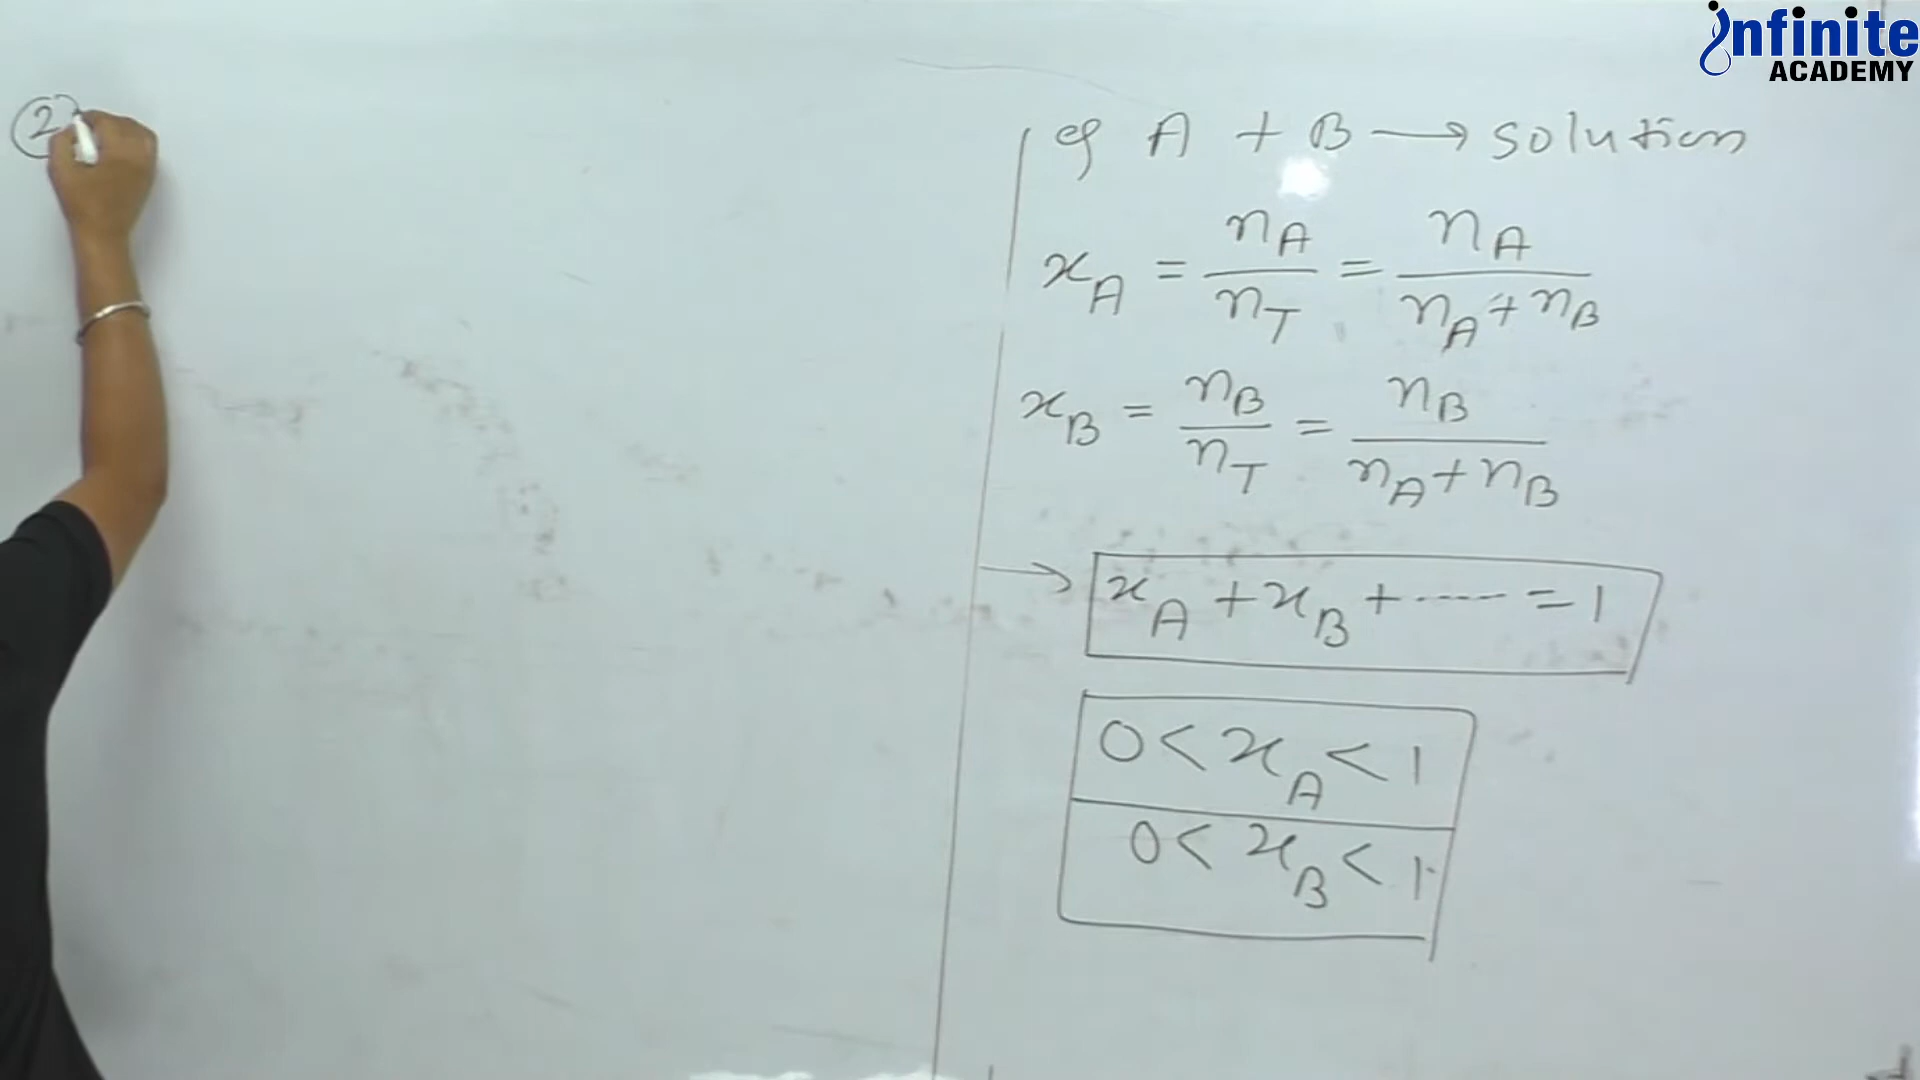 infinite
ACADEMY
2
eg A + B → solution
x_A = n_A / n_T = n_A / n_A + n_B
x_B = n_B / n_T = n_B / n_A + n_B
→ x_A + x_B + ----- = 1
0 < x_A < 1
0 < x_B < 1